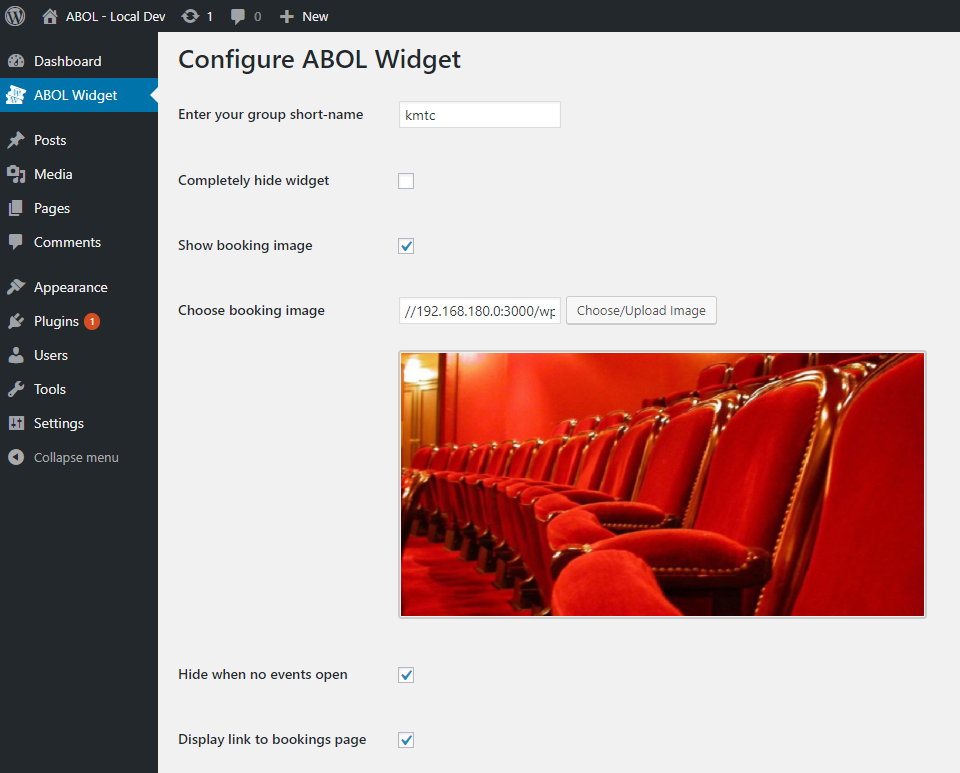 ABOL - Local Dev 1 0 New
Dashboard
ABOL Widget
Posts
Media
Pages
Comments
Appearance
Plugins 1
Users
Tools
Settings
Collapse menu
Configure ABOL Widget
Enter your group short-name kmtc
Completely hide widget
Show booking image
Choose booking image //192.168.180.0:3000/wp Choose/Upload Image
Hide when no events open
Display link to bookings page